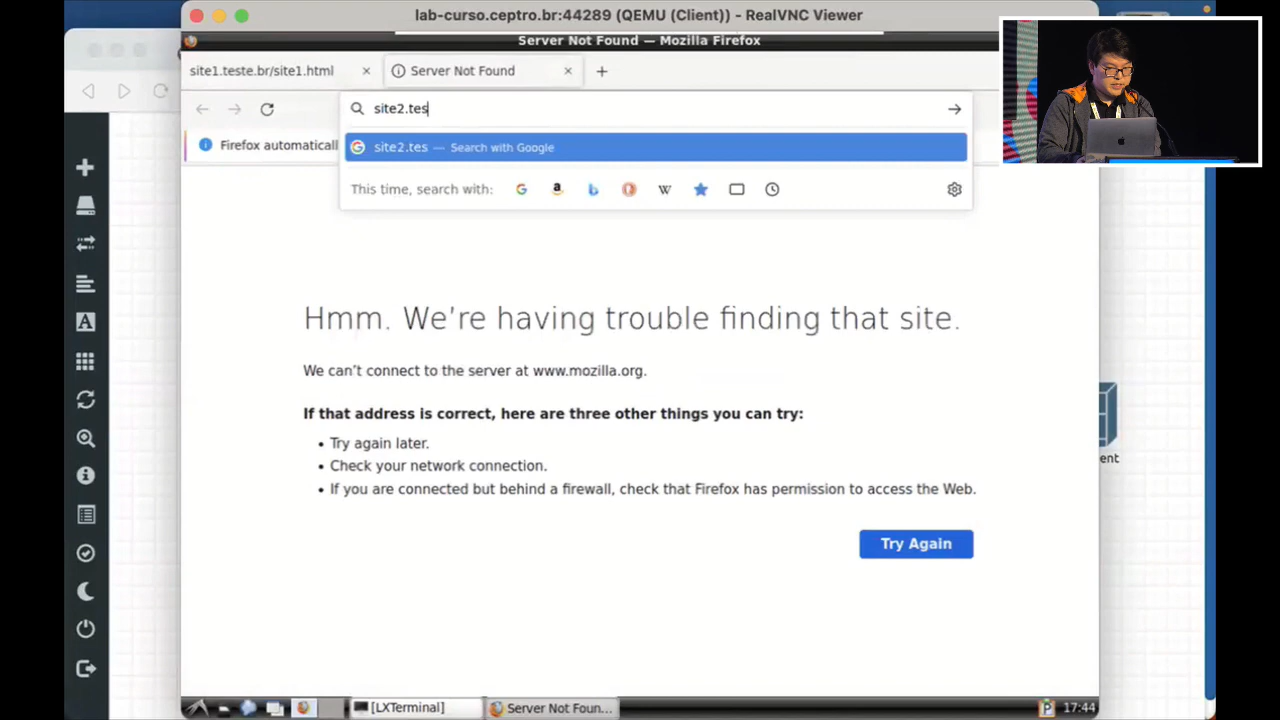 lab-curso.ceptro.br:44289 (QEMU (Client)) - RealVNC Viewer
Server Not Found — Mozilla Firefox
site1.teste.br/site1.html
Server Not Found
site2.tes
Firefox automaticall
site2.tes — Search with Google
This time, search with:
Hmm. We're having trouble finding that site.
We can't connect to the server at www.mozilla.org.
If that address is correct, here are three other things you can try:
• Try again later.
• Check your network connection.
• If you are connected but behind a firewall, check that Firefox has permission to access the Web.
Try Again
ent
[LXTerminal]
Server Not Foun...
17:44